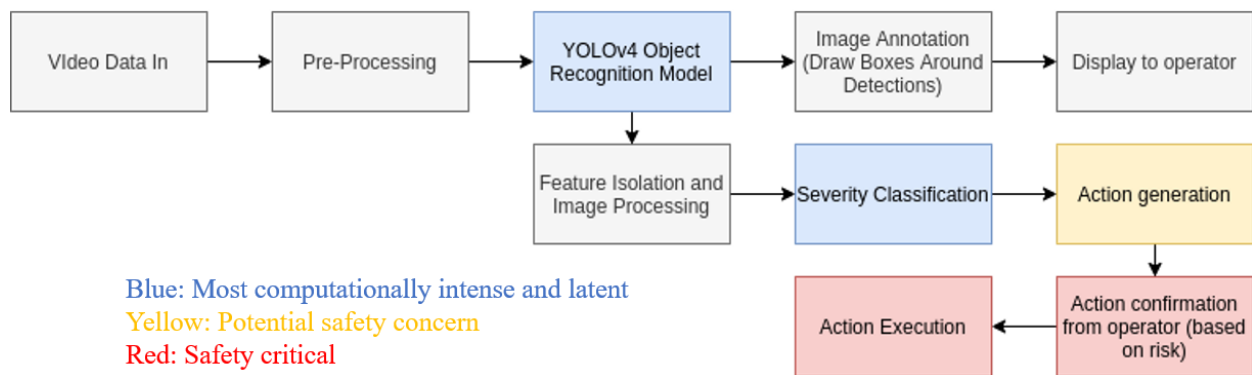 VIdeo Data In
Pre-Processing
YOLOv4 Object
Recognition Model
Image Annotation
(Draw Boxes Around
Detections)
Display to operator
Feature Isolation and
Image Processing
Severity Classification
Action generation
Blue: Most computationally intense and latent
Yellow: Potential safety concern
Red: Safety critical
Action Execution
Action confirmation
from operator (based
on risk)